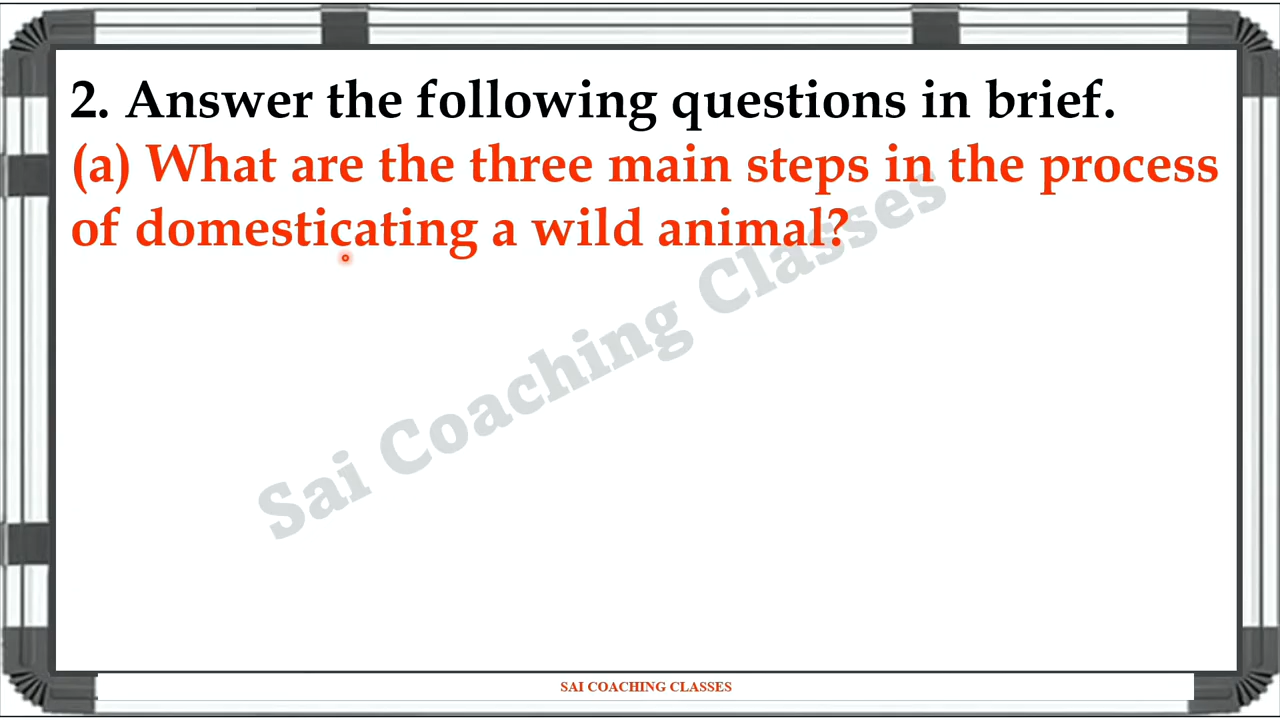 2. Answer the following questions in brief.
(a) What are the three main steps in the process
of domesticating a wild animal?
Sai Coaching Classes
SAI COACHING CLASSES